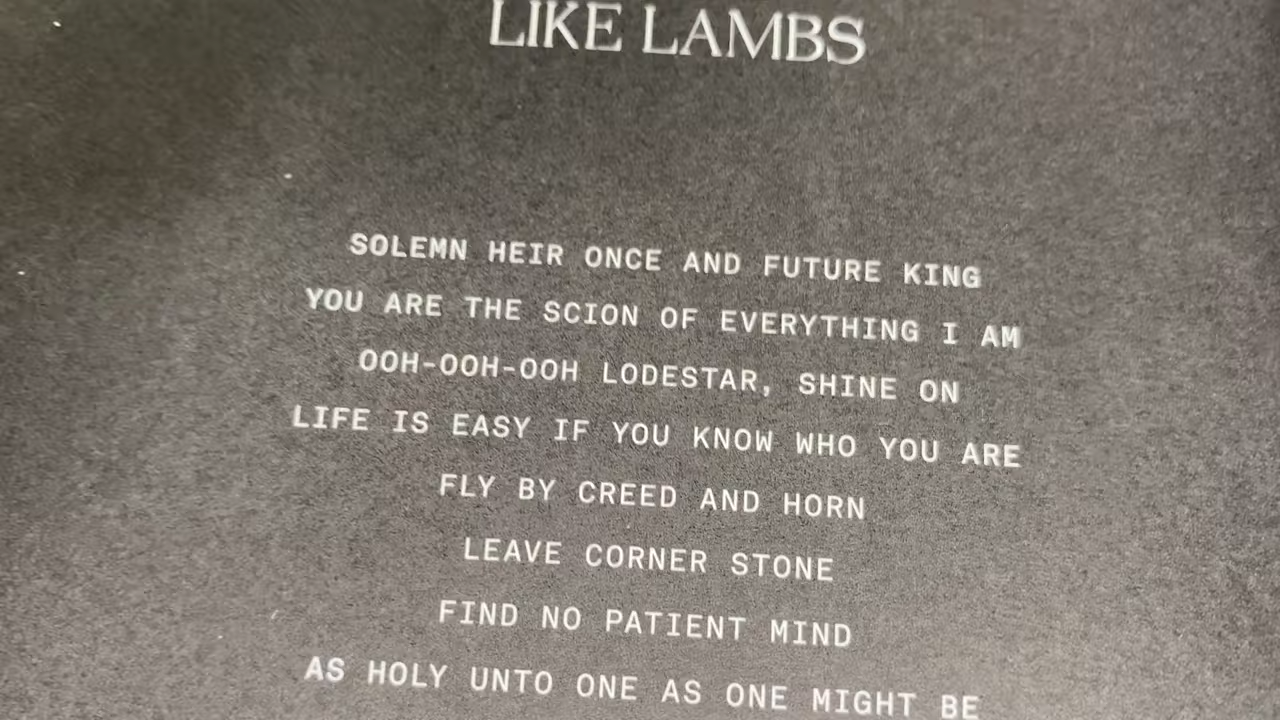 LIKE LAMBS
SOLEMN HEIR ONCE AND FUTURE KING
YOU ARE THE SCION OF EVERYTHING I AM
OOH-OOH-OOH LODESTAR, SHINE ON
LIFE IS EASY IF YOU KNOW WHO YOU ARE
FLY BY CREED AND HORN
LEAVE CORNER STONE
FIND NO PATIENT MIND
AS HOLY UNTO ONE AS ONE MIGHT BE